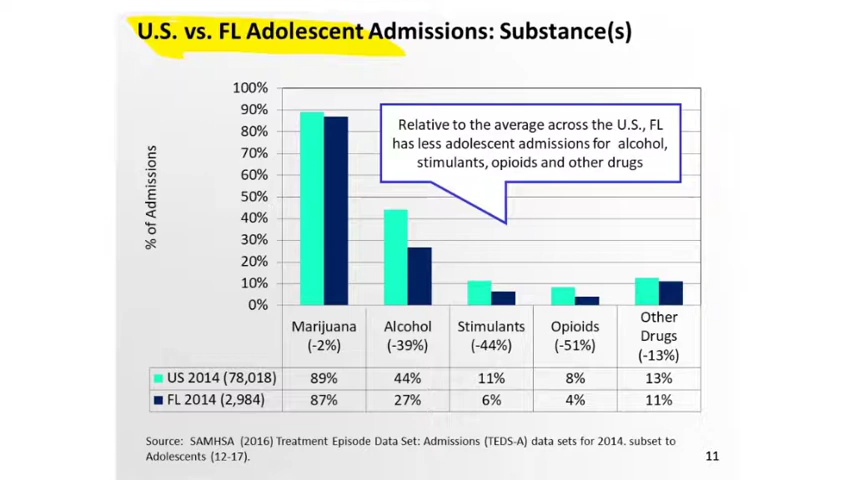 U.S. vs. FL Adolescent Admissions: Substance(s)
100%
90%
80%
70%
60%
50%
40%
30%
20%
10%
0%
% of Admissions
Relative to the average across the U.S., FL
has less adolescent admissions for alcohol,
stimulants, opioids and other drugs
Marijuana
(-2%)
Alcohol
(-39%)
Stimulants
(-44%)
Opioids
(-51%)
Other
Drugs
(-13%)
US 2014 (78,018) 89% 44% 11% 8% 13%
FL 2014 (2,984) 87% 27% 6% 4% 11%
Source: SAMHSA (2016) Treatment Episode Data Set: Admissions (TEDS-A) data sets for 2014. subset to
Adolescents (12-17).
11